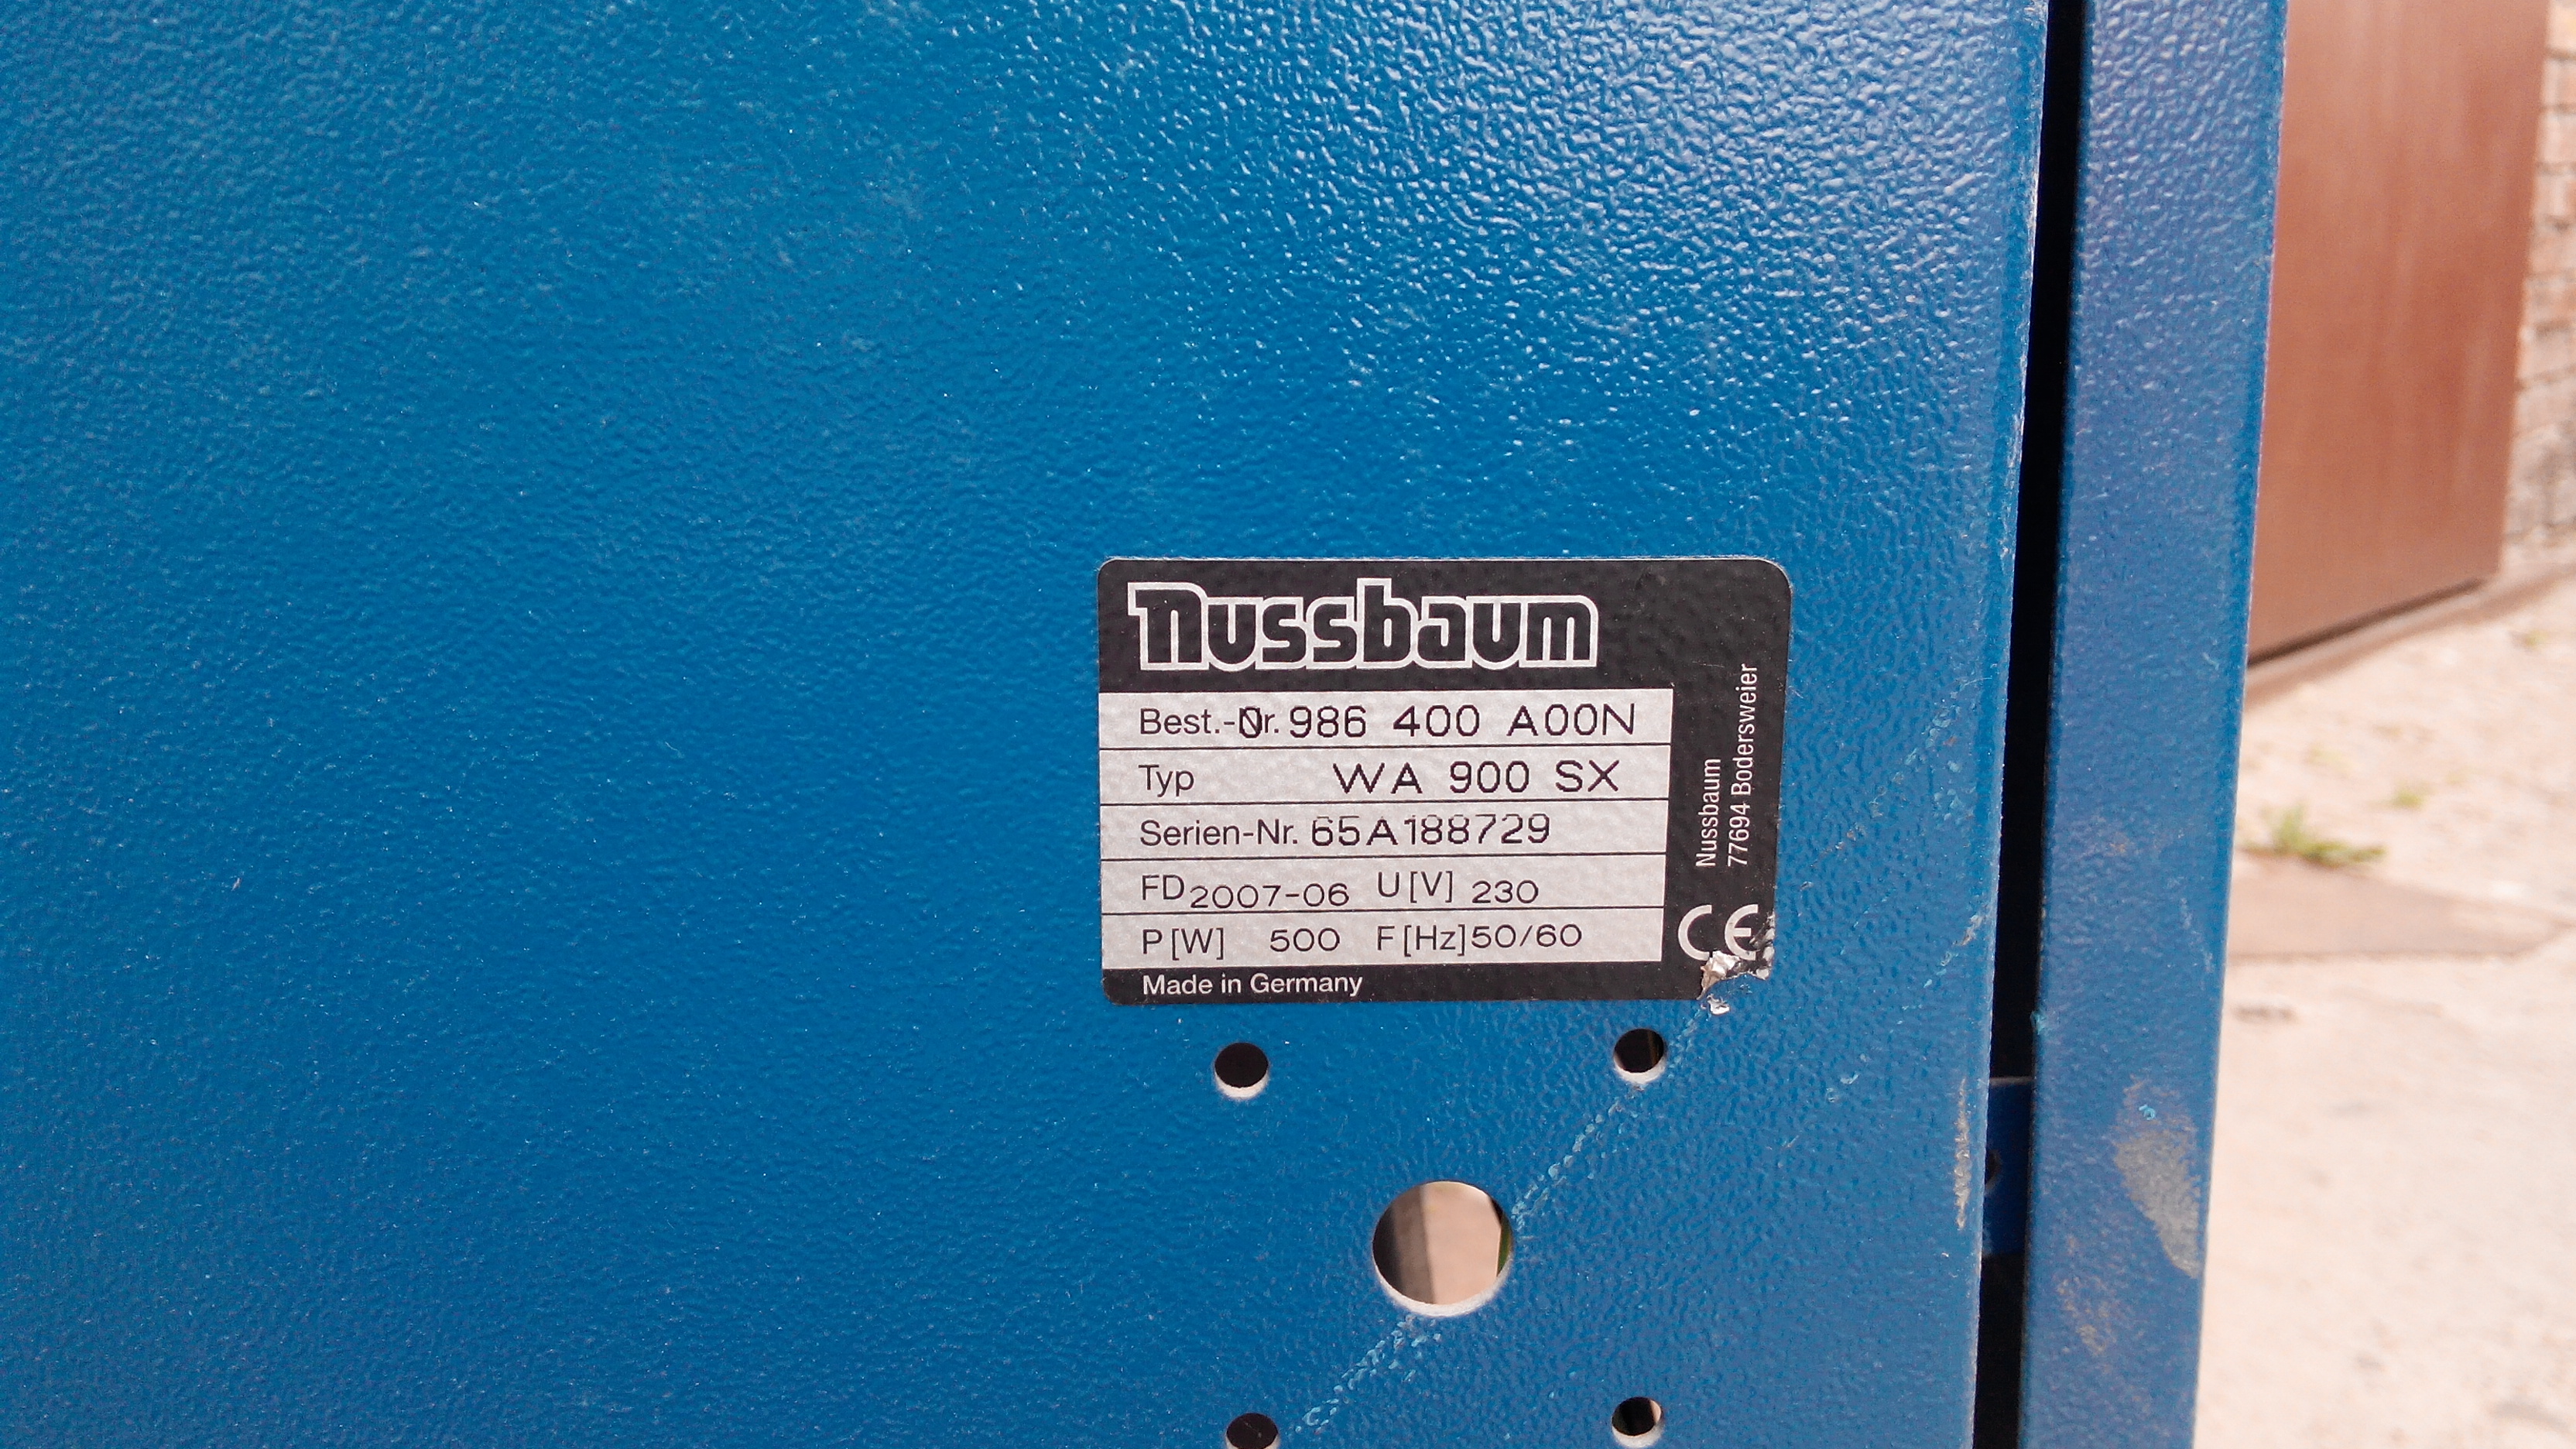 Nussbaum
Best.-Nr. 0 986 400 A00N
Typ WA 900 SX
Serien-Nr. 65A188729
FD 2007-06 U[V] 230
P[W] 500 F[Hz] 50/60
Made in Germany
Nussbaum
77694 Bodersweier
CE